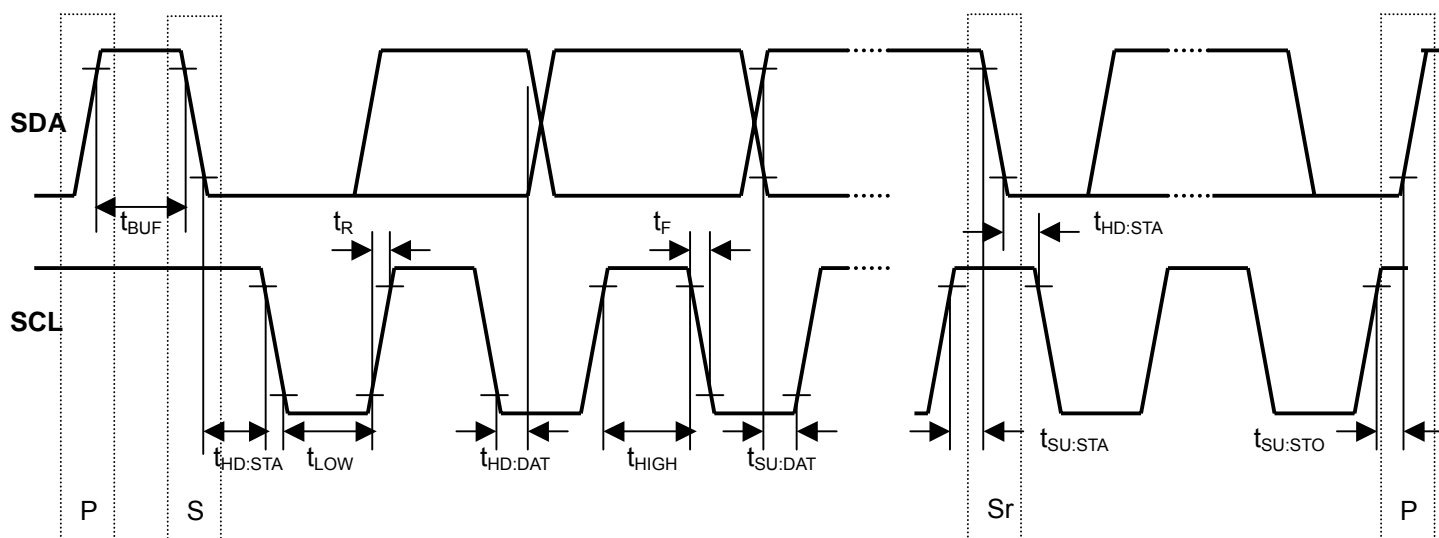 SDA
t_BUF
t_R
t_F
t_HD:STA
SCL
t_HD:STA
t_LOW
t_HD:DAT
t_HIGH
t_SU:DAT
t_SU:STA
t_SU:STO
P
S
Sr
P